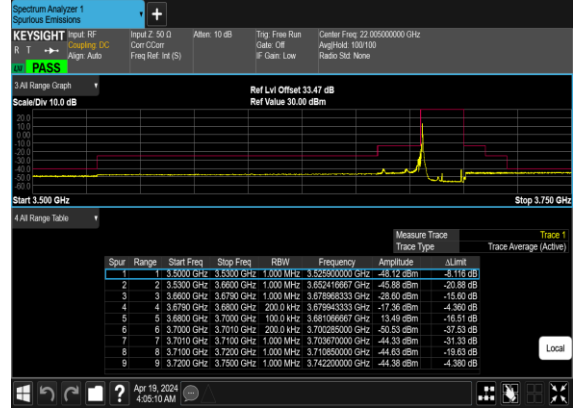 Spectrum Analyzer 1
Spurious Emissions
+
KEYSIGHT Input: RF Input Z: 50 Ω Atten: 10 dB Trig: Free Run Center Freq: 22.005000000 GHz
R T Coupling: DC Corr CCorr Gate: Off Avg|Hold: 100/100
Align: Auto Freq Ref: Int (S) IF Gain: Low Radio Std: None
LU PASS
3 All Range Graph
Ref Lvl Offset 33.47 dB
Scale/Div 10.0 dB Ref Value 30.00 dBm
20.0
10.0
0.00
-10.0
-20.0
-30.0
-40.0
-50.0
-60.0
Start 3.500 GHz Stop 3.750 GHz
4 All Range Table
Measure Trace Trace 1
Trace Type Trace Average (Active)
Spur Range Start Freq Stop Freq RBW Frequency Amplitude ΔLimit
1 1 3.5000 GHz 3.5300 GHz 1.000 MHz 3.525900000 GHz -48.12 dBm -8.116 dB
2 2 3.5300 GHz 3.6600 GHz 1.000 MHz 3.652416667 GHz -45.88 dBm -20.88 dB
3 3 3.6600 GHz 3.6790 GHz 1.000 MHz 3.678968333 GHz -28.60 dBm -15.60 dB
4 4 3.6790 GHz 3.6800 GHz 200.0 kHz 3.679943333 GHz -17.36 dBm -4.360 dB
5 5 3.6800 GHz 3.7000 GHz 100.0 kHz 3.681066667 GHz 13.49 dBm -16.51 dB
6 6 3.7000 GHz 3.7010 GHz 200.0 kHz 3.700285000 GHz -50.53 dBm -37.53 dB
7 7 3.7010 GHz 3.7100 GHz 1.000 MHz 3.703670000 GHz -44.33 dBm -31.33 dB
8 8 3.7100 GHz 3.7200 GHz 1.000 MHz 3.710850000 GHz -44.63 dBm -19.63 dB
9 9 3.7200 GHz 3.7500 GHz 1.000 MHz 3.742200000 GHz -44.38 dBm -4.380 dB
Local
? Apr 19, 2024
4:05:10 AM